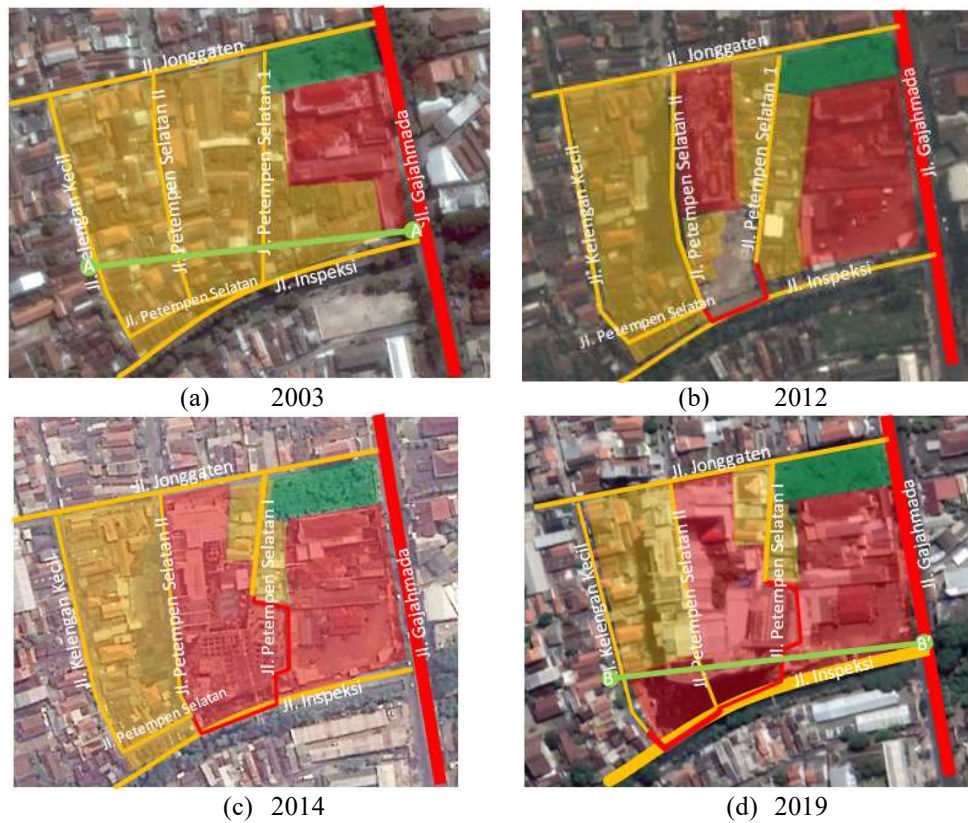 Jl. Jonggaten
Jl. Kelengan Kecil
Jl. Petempen Selatan II
Jl. Petempen Selatan 1
Jl. Gajahmada
A
A'
Jl. Petempen Selatan
Jl. Inspeksi
(a) 2003
Jl. Jonggaten
Jl. Kelengan Kecil
Jl. Petempen Selatan II
Jl. Petempen Selatan 1
Jl. Gajahmada
Jl. Petempen Selatan
Jl. Inspeksi
(b) 2012
Jl. Jonggaten
Jl. Kelengan Kecil
Jl. Petempen Selatan II
Jl. Petempen Selatan I
Jl. Gajahmada
Jl. Petempen Selatan
Jl. Inspeksi
(c) 2014
Jl. Jonggaten
Jl. Kelengan Kecil
Jl. Petempen Selatan II
Jl. Petempen Selatan I
Jl. Gajahmada
B
B'
Jl. Inspeksi
(d) 2019